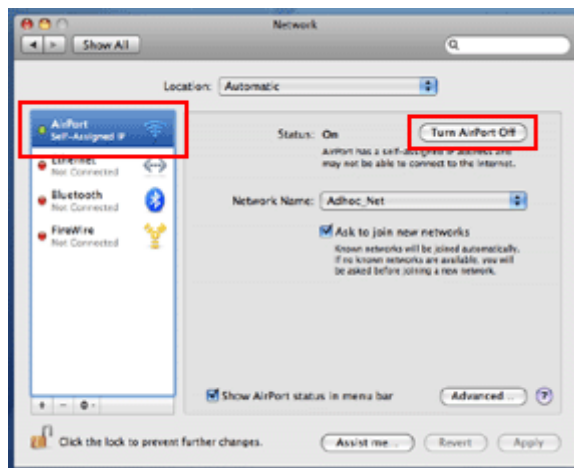 Network
Show All
Location: Automatic
AirPort
Self-Assigned IP
Ethernet
Not Connected
Bluetooth
Not Connected
FireWire
Not Connected
Status: On
Turn AirPort Off
AirPort has a self-assigned IP address and
may not be able to connect to the Internet.
Network Name: Adhoc_Net
Ask to join new networks
Known networks will be joined automatically.
If no known networks are available, you will
be asked before joining a new network.
Show AirPort status in menu bar
Advanced...
?
+ -
Click the lock to prevent further changes.
Assist me...
Revert
Apply